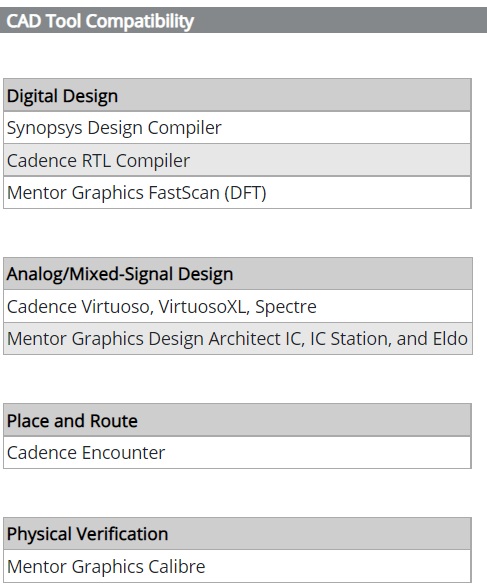 CAD Tool Compatibility
Digital Design
Synopsys Design Compiler
Cadence RTL Compiler
Mentor Graphics FastScan (DFT)
Analog/Mixed-Signal Design
Cadence Virtuoso, VirtuosoXL, Spectre
Mentor Graphics Design Architect IC, IC Station, and Eldo
Place and Route
Cadence Encounter
Physical Verification
Mentor Graphics Calibre